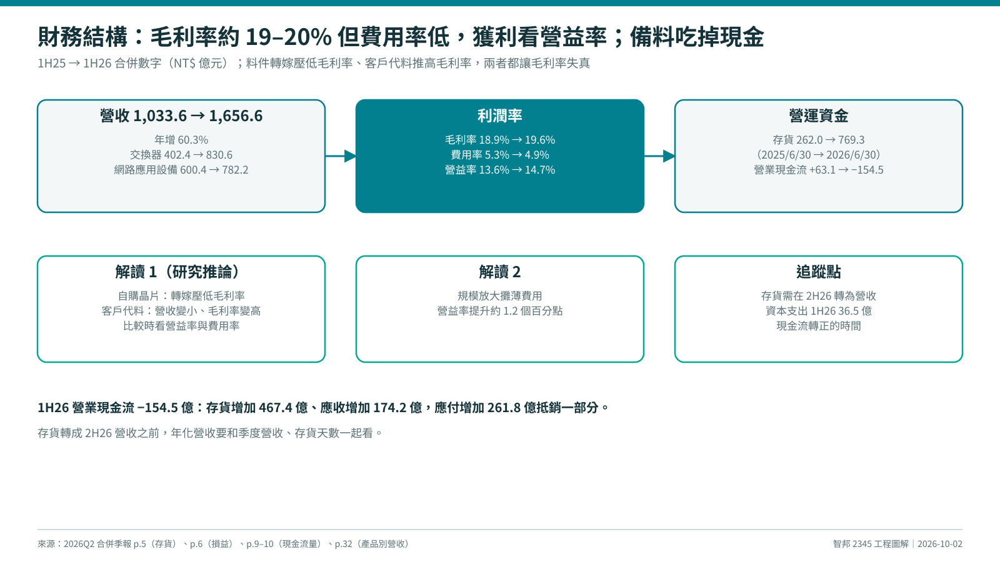 財務結構：毛利率約 19–20% 但費用率低，獲利看營益率；備料吃掉現金
1H25 → 1H26 合併數字（NT$ 億元）；料件轉嫁壓低毛利率、客戶代料推高毛利率，兩者都讓毛利率失真
營收 1,033.6 → 1,656.6
年增 60.3%
交換器 402.4 → 830.6
網路應用設備 600.4 → 782.2
利潤率
毛利率 18.9% → 19.6%
費用率 5.3% → 4.9%
營益率 13.6% → 14.7%
營運資金
存貨 262.0 → 769.3
（2025/6/30 → 2026/6/30）
營業現金流 +63.1 → −154.5
解讀 1（研究推論）
自購晶片：轉嫁壓低毛利率
客戶代料：營收變小、毛利率變高
比較時看營益率與費用率
解讀 2
規模放大攤薄費用
營益率提升約 1.2 個百分點
追蹤點
存貨需在 2H26 轉為營收
資本支出 1H26 36.5 億
現金流轉正的時間
1H26 營業現金流 −154.5 億：存貨增加 467.4 億、應收增加 174.2 億，應付增加 261.8 億抵銷一部分。
存貨轉成 2H26 營收之前，年化營收要和季度營收、存貨天數一起看。
來源：2026Q2 合併季報 p.5（存貨）、p.6（損益）、p.9–10（現金流量）、p.32（產品別營收）
智邦 2345 工程圖解｜2026-10-02